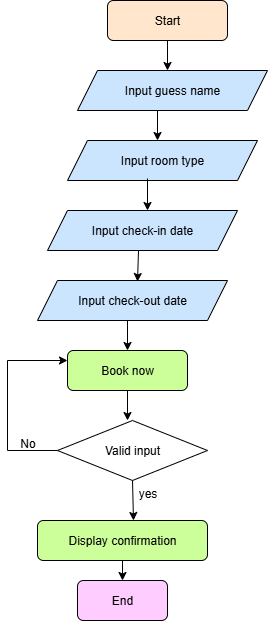 Start
Input guess name
Input room type
Input check-in date
Input check-out date
Book now
No
Valid input
yes
Display confirmation
End